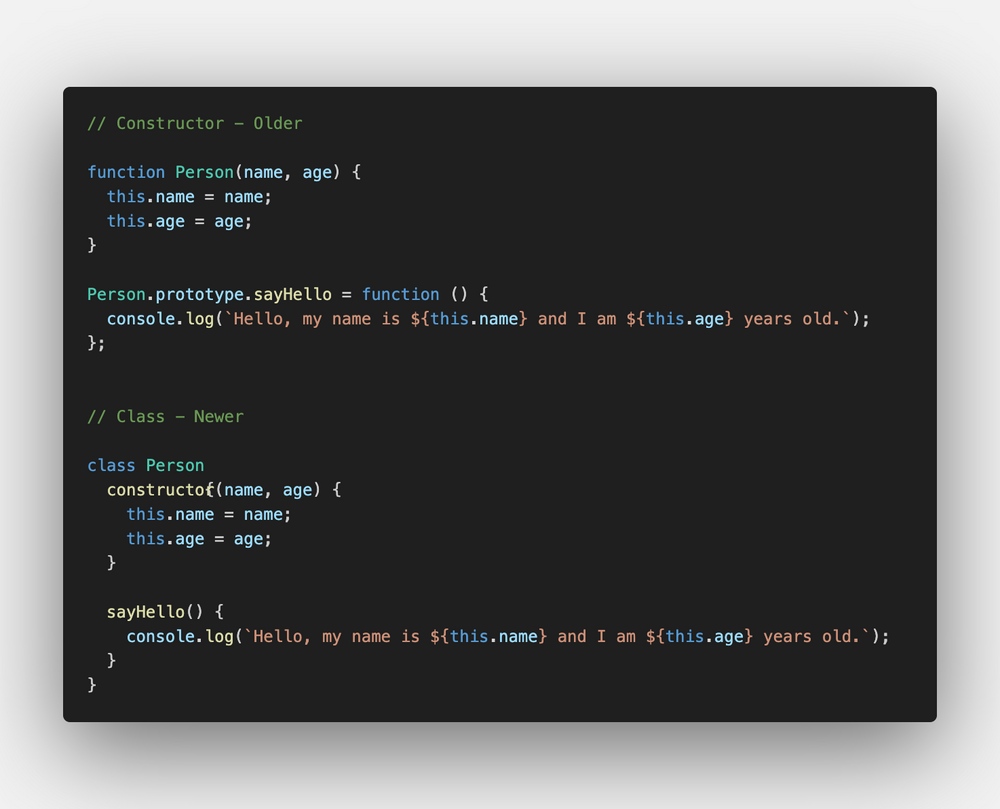 // Constructor - Older
function Person(name, age) {
this.name = name;
this.age = age;
}
Person.prototype.sayHello = function () {
console.log(`Hello, my name is ${this.name} and I am ${this.age} years old.`);
};
// Class - Newer
class Person
constructor{(name, age) {
this.name = name;
this.age = age;
}
sayHello() {
console.log(`Hello, my name is ${this.name} and I am ${this.age} years old.`);
}
}